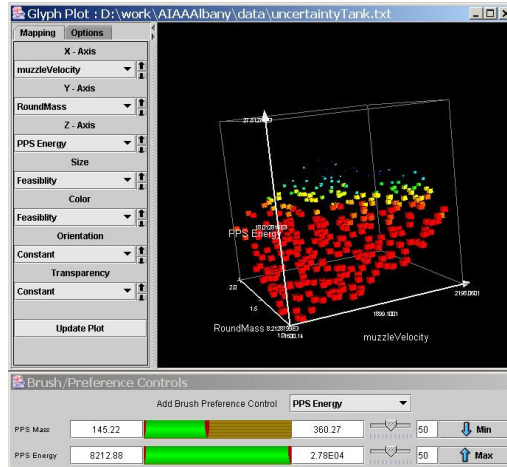 Glyph Plot : D:\work\AIAAAlbany\data\uncertaintyTank.txt
Mapping Options
X - Axis
muzzleVelocity
Y - Axis
RoundMass
Z - Axis
PPS Energy
Size
Feasiblity
Color
Feasiblity
Orientation
Constant
Transparency
Constant
Update Plot
PPS Energy
2.0
1.5
RoundMass
1899.1001
2198.0601
muzzleVelocity
Brush/Preference Controls
Add Brush Preference Control PPS Energy
PPS Mass 145.22 360.27 50 Min
PPS Energy 8212.88 2.78E04 50 Max